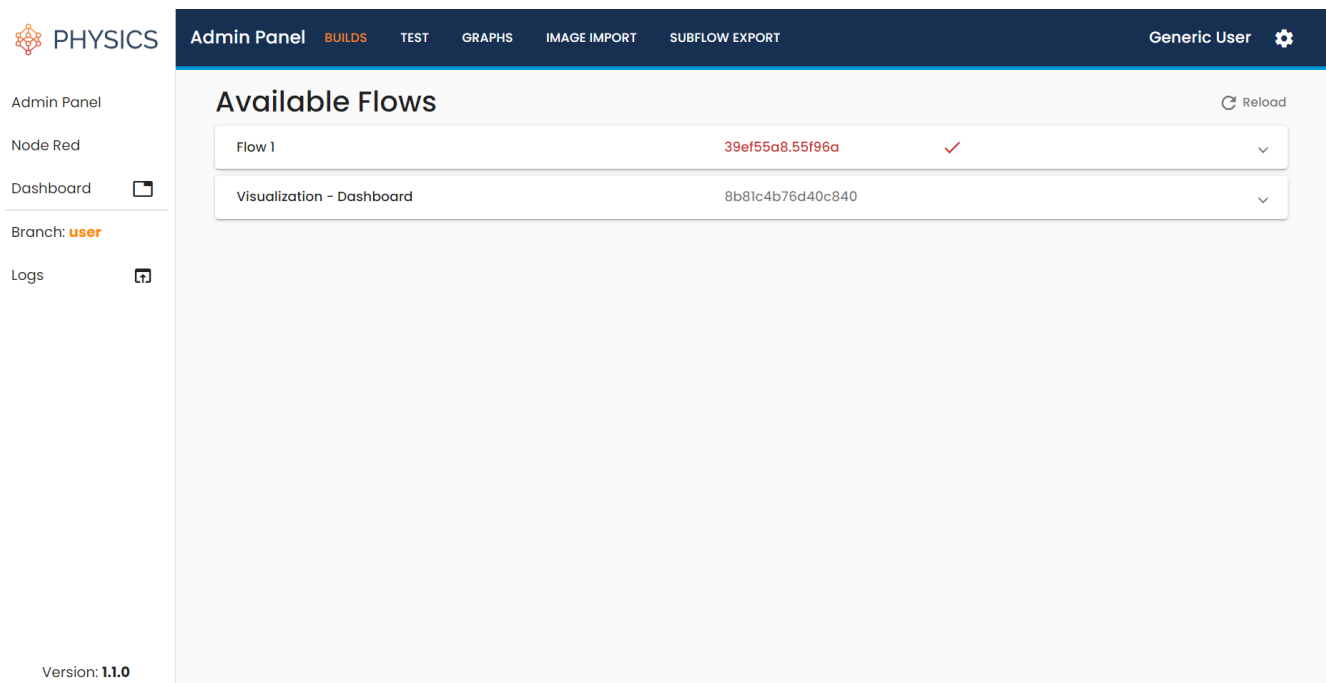 PHYSICS
Admin Panel BUILDS TEST GRAPHS IMAGE IMPORT SUBFLOW EXPORT Generic User
Admin Panel
Node Red
Dashboard
Branch: user
Logs
Version: 1.1.0
Available Flows
Reload
Flow 1 39ef55a8.55f96a
Visualization - Dashboard 8b81c4b76d40c840